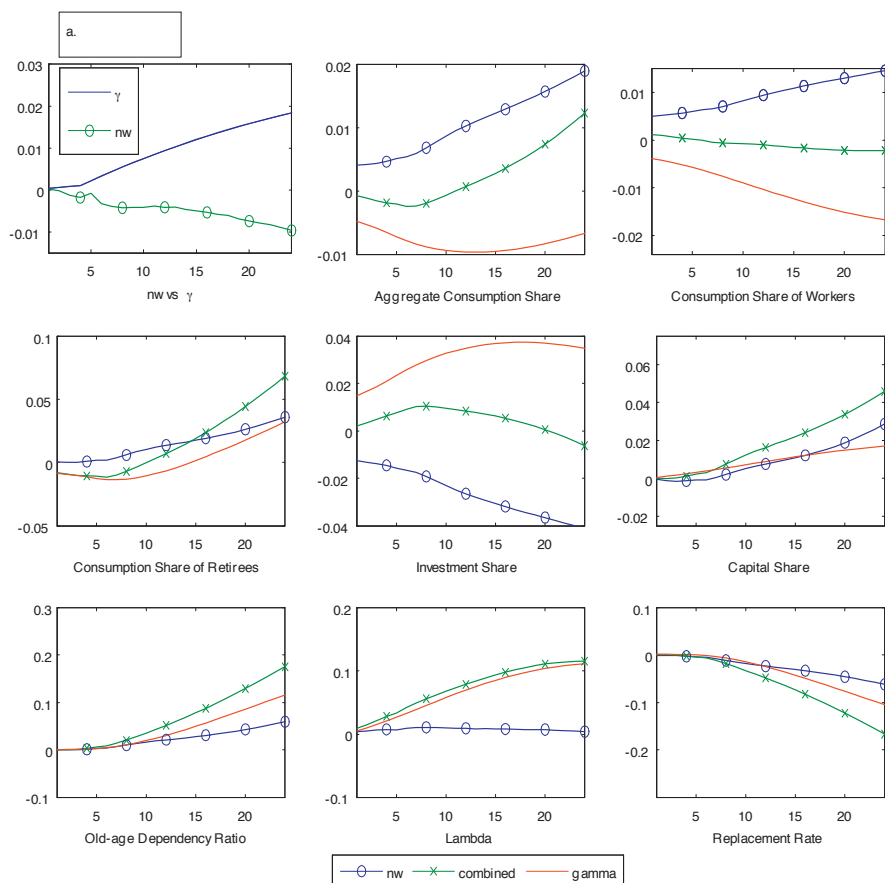 a.
0.03
0.02
0.01
0
-0.01
γ
nw
5 10 15 20
nw vs γ
0.02
0.01
0
-0.01
5 10 15 20
Aggregate Consumption Share
0.01
0
-0.01
-0.02
5 10 15 20
Consumption Share of Workers
0.1
0.05
0
-0.05
5 10 15 20
Consumption Share of Retirees
0.04
0.02
0
-0.02
-0.04
5 10 15 20
Investment Share
0.06
0.04
0.02
0
-0.02
5 10 15 20
Capital Share
0.3
0.2
0.1
0
-0.1
5 10 15 20
Old-age Dependency Ratio
0.2
0.1
0
-0.1
5 10 15 20
Lambda
0.1
0
-0.1
-0.2
5 10 15 20
Replacement Rate
nw combined gamma